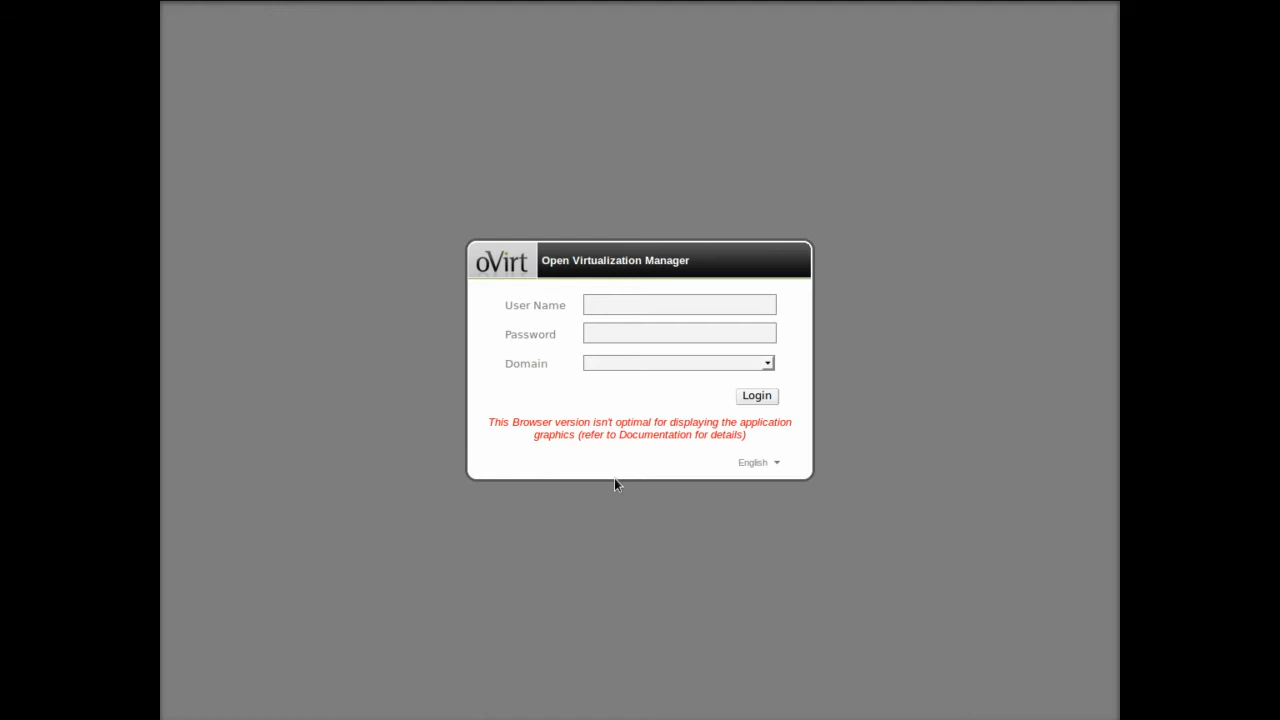 oVirt Open Virtualization Manager
User Name
Password
Domain
Login
This Browser version isn't optimal for displaying the application
graphics (refer to Documentation for details)
English